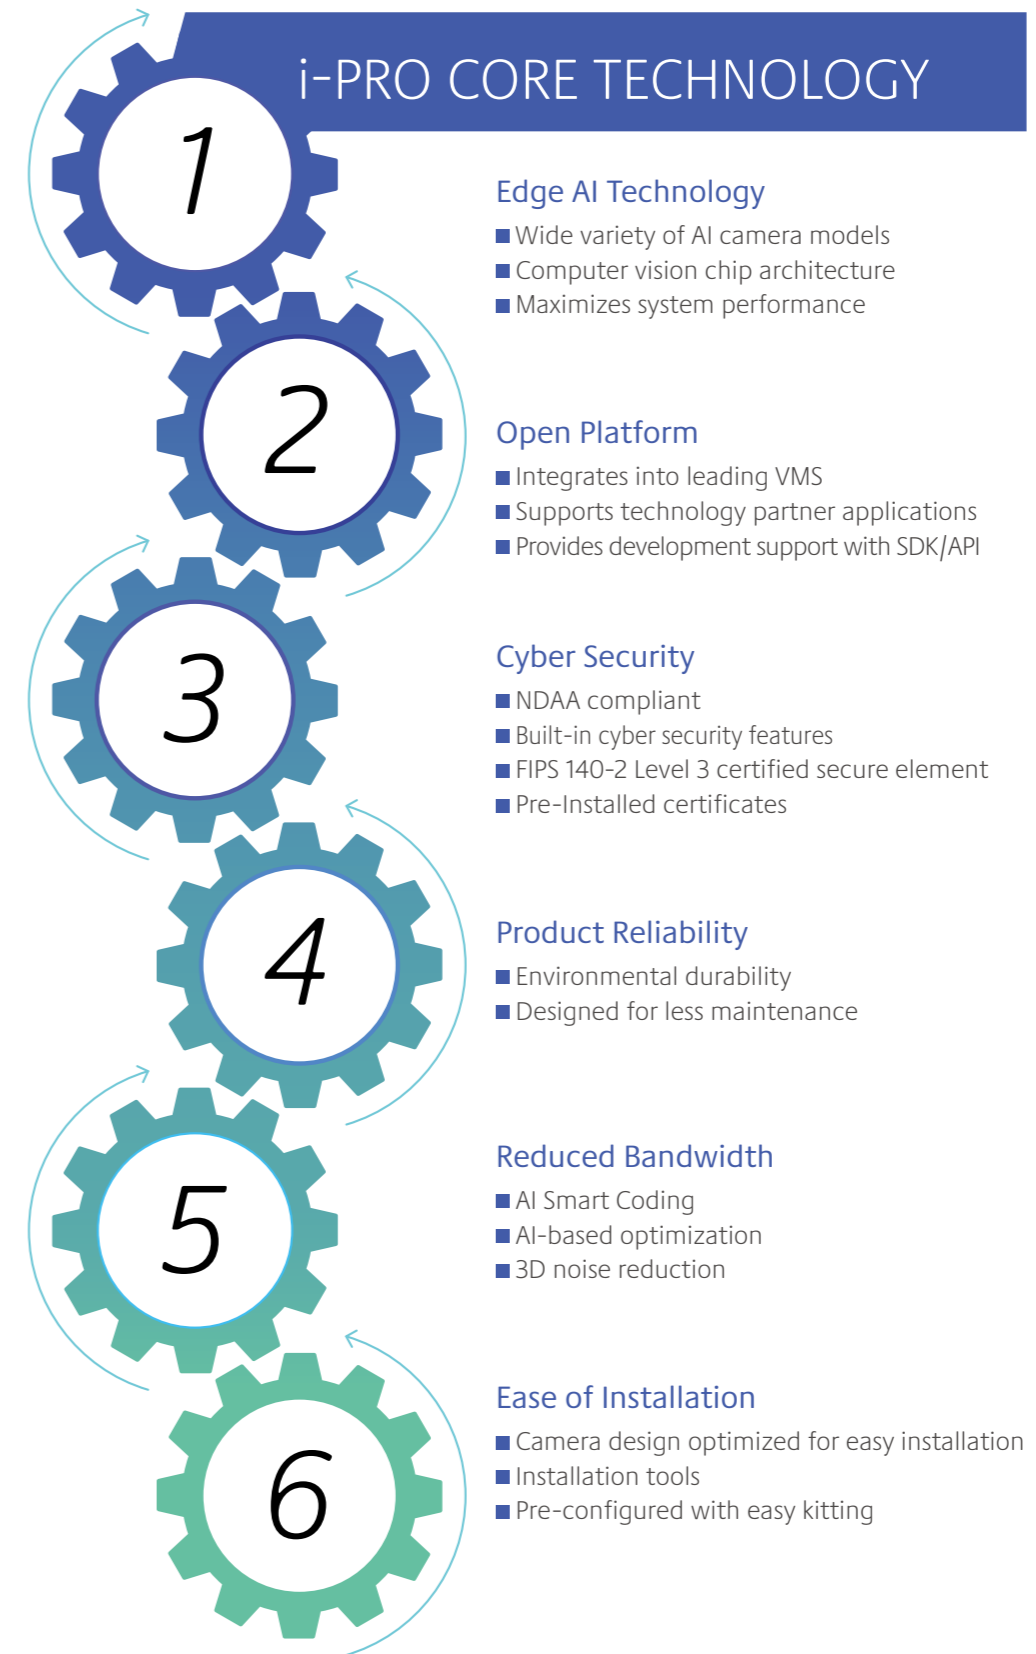 i-PRO CORE TECHNOLOGY
1
Edge AI Technology
Wide variety of AI camera models
Computer vision chip architecture
Maximizes system performance
2
Open Platform
Integrates into leading VMS
Supports technology partner applications
Provides development support with SDK/API
3
Cyber Security
NDAA compliant
Built-in cyber security features
FIPS 140-2 Level 3 certified secure element
Pre-Installed certificates
4
Product Reliability
Environmental durability
Designed for less maintenance
5
Reduced Bandwidth
AI Smart Coding
AI-based optimization
3D noise reduction
6
Ease of Installation
Camera design optimized for easy installation
Installation tools
Pre-configured with easy kitting